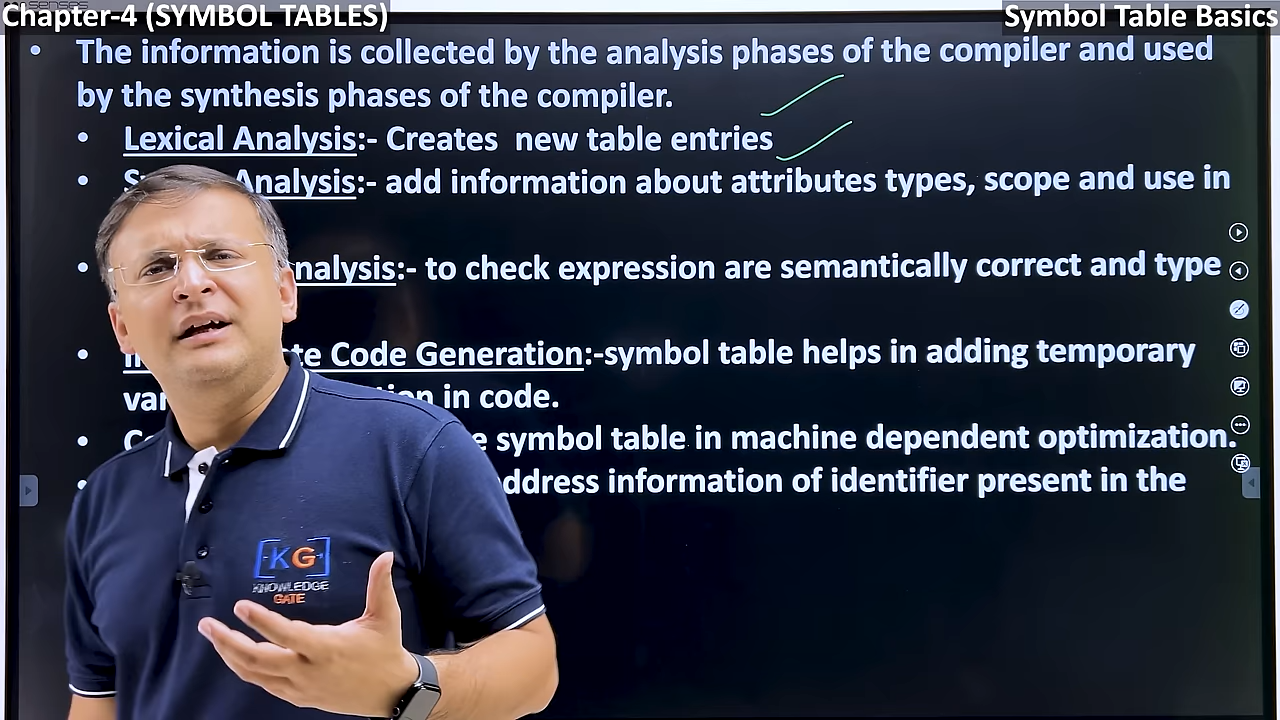 Chapter-4 (SYMBOL TABLES)
Symbol Table Basics
• The information is collected by the analysis phases of the compiler and used
by the synthesis phases of the compiler.
• Lexical Analysis:- Creates new table entries
• Analysis:- add information about attributes types, scope and use in
• nalysis:- to check expression are semantically correct and type
• te Code Generation:-symbol table helps in adding temporary
var on in code.
• symbol table in machine dependent optimization.
• ddress information of identifier present in the
KG
KNOWLEDGE
GATE